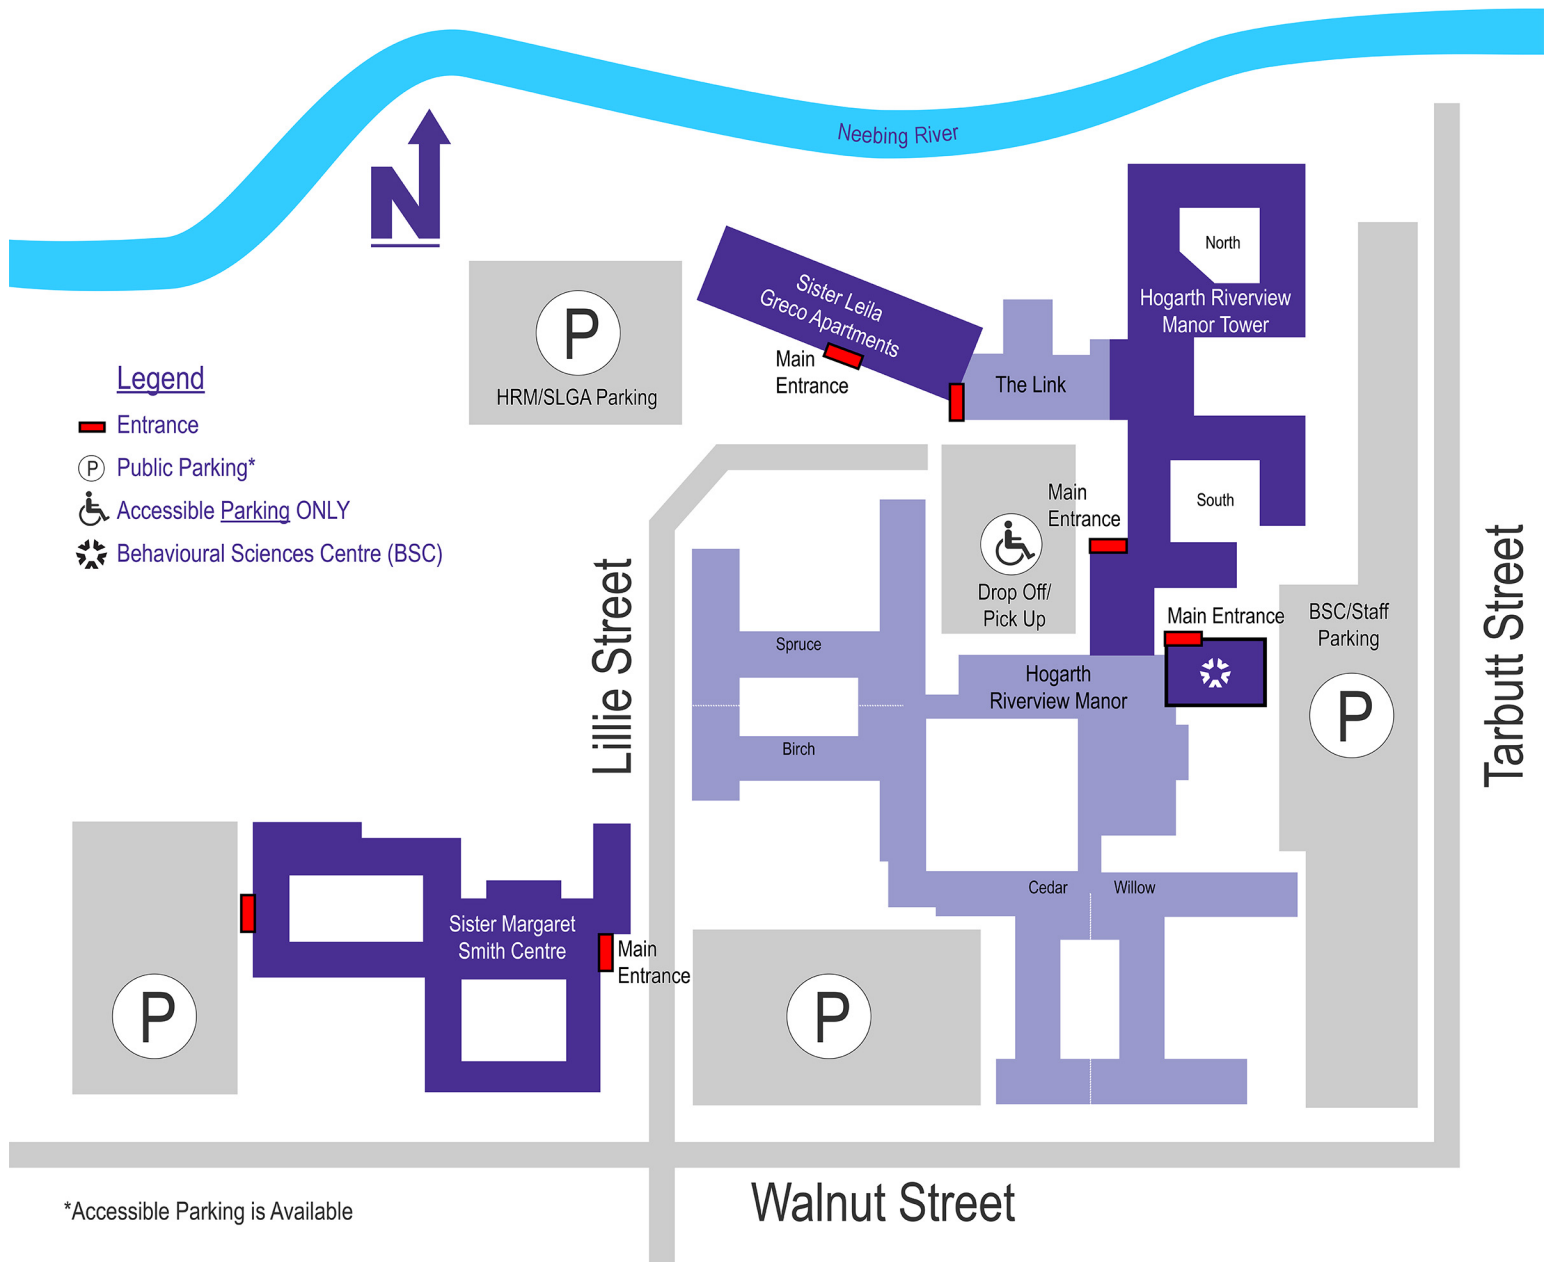 Neebing River
N
North
Hogarth Riverview
Manor Tower
Sister Leila
Greco Apartments
Main
Entrance
The Link
P
HRM/SLGA Parking
Legend
Entrance
P Public Parking*
Accessible Parking ONLY
Behavioural Sciences Centre (BSC)
South
Main
Entrance
Drop Off/
Pick Up
Main Entrance
BSC/Staff
Parking
P
Tarbutt Street
Lillie Street
Spruce
Birch
Hogarth
Riverview Manor
Cedar
Willow
Sister Margaret
Smith Centre
Main
Entrance
P
P
Walnut Street
*Accessible Parking is Available